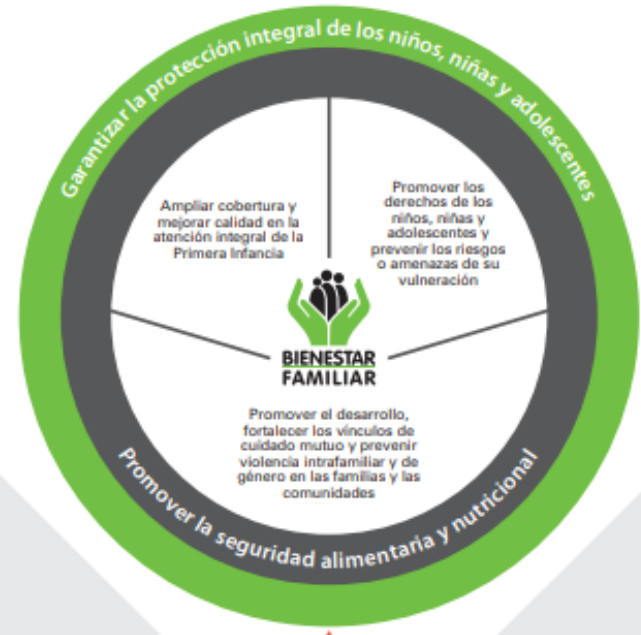 Garantizar la protección integral de los niños, niñas y adolescentes
Ampliar cobertura y
mejorar calidad en la
atención integral de la
Primera Infancia
Promover los
derechos de los
niños, niñas y
adolescentes y
prevenir los riesgos
o amenazas de su
vulneración
BIENESTAR
FAMILIAR
Promover el desarrollo,
fortalecer los vínculos de
cuidado mutuo y prevenir
violencia intrafamiliar y de
género en las familias y las
comunidades
Promover la seguridad alimentaria y nutricional